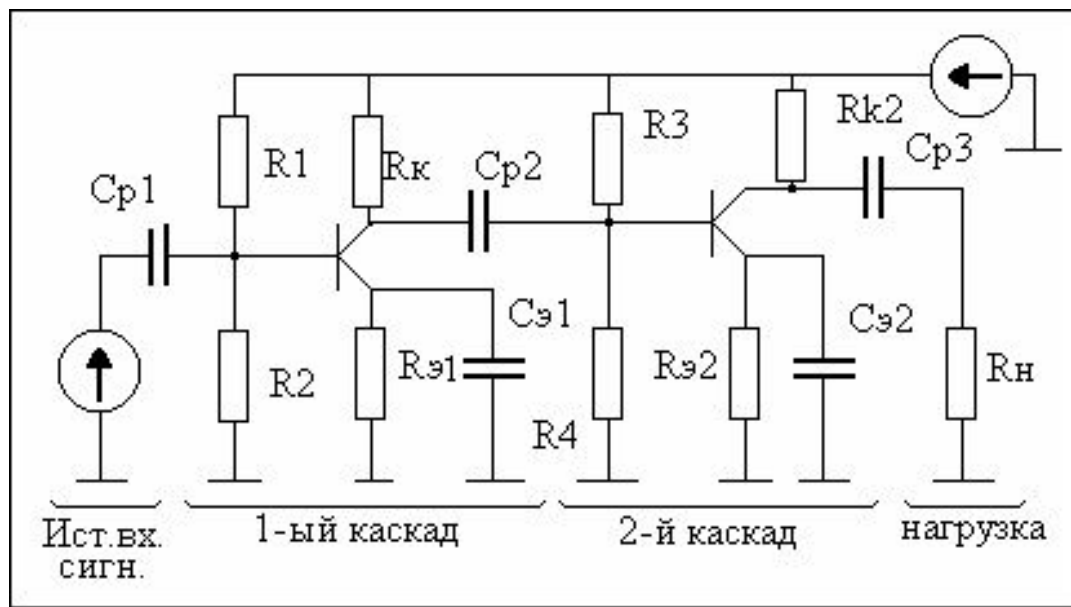 R3
Rk2
R1
Rк
Cp2
Cp3
Cp1
Cэ1
Cэ2
R2
Rэ1
Rэ2
Rн
R4
1-ый каскад
2-й каскад
нагрузка
Ист.вх.
сигн.